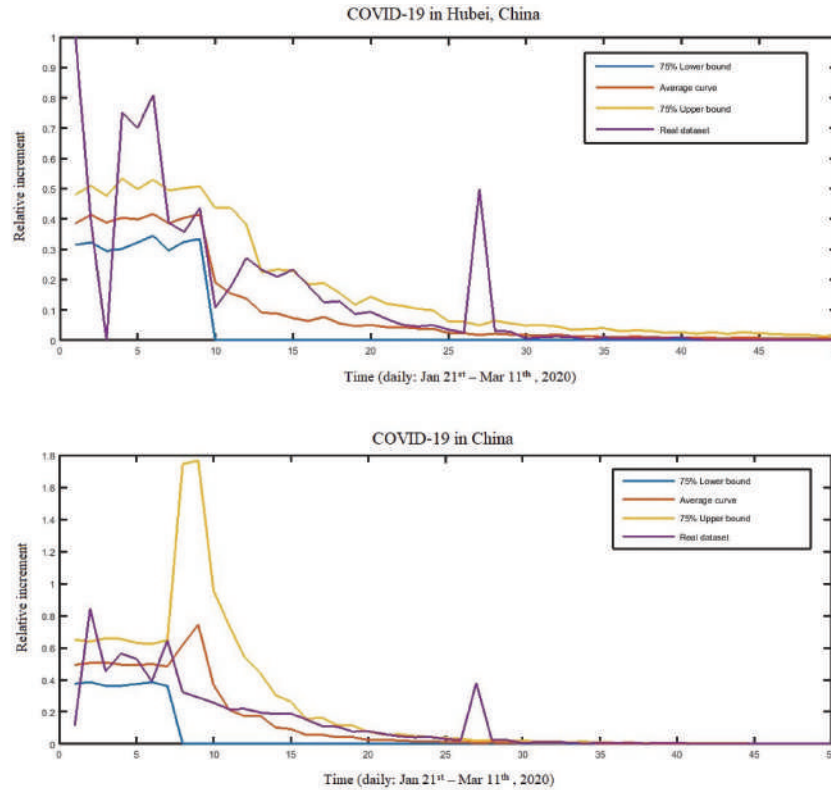 COVID-19 in Hubei, China
1
0.9
0.8
0.7
0.6
0.5
0.4
0.3
0.2
0.1
0
Relative increment
75% Lower bound
Average curve
75% Upper bound
Real dataset
0 5 10 15 20 25 30 35 40 45
Time (daily: Jan 21st – Mar 11th , 2020)
COVID-19 in China
1.8
1.6
1.4
1.2
1
0.8
0.6
0.4
0.2
0
Relative increment
75% Lower bound
Average curve
75% Upper bound
Real dataset
0 5 10 15 20 25 30 35 40 45 50
Time (daily: Jan 21st – Mar 11th , 2020)